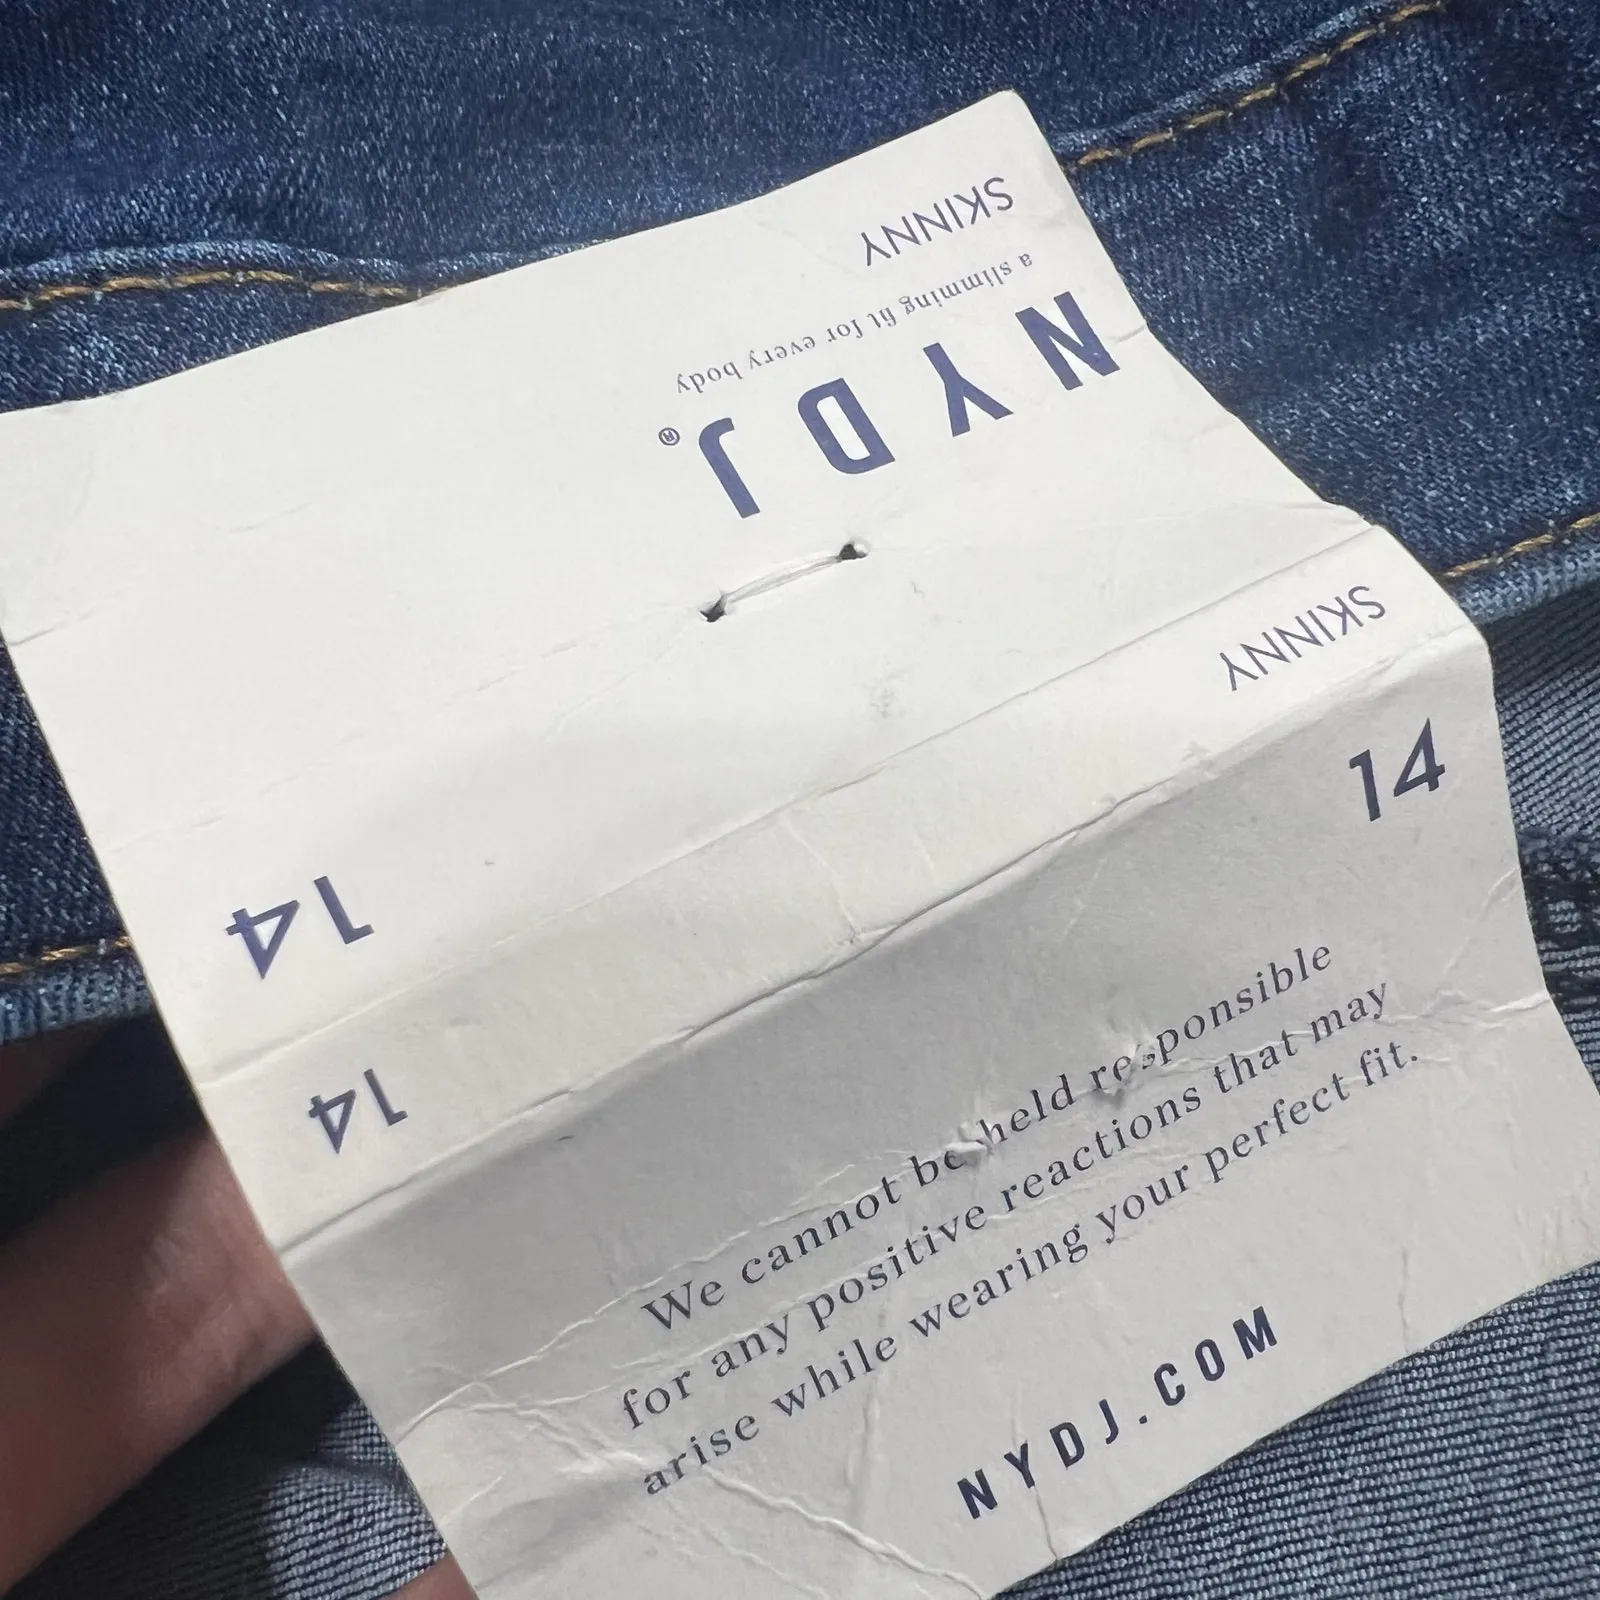 SKINNY
a slimming fit for every body
NYDJ®
14
SKINNY
14
14
We cannot be held responsible
for any positive reactions that may
arise while wearing your perfect fit.
NYDJ.COM